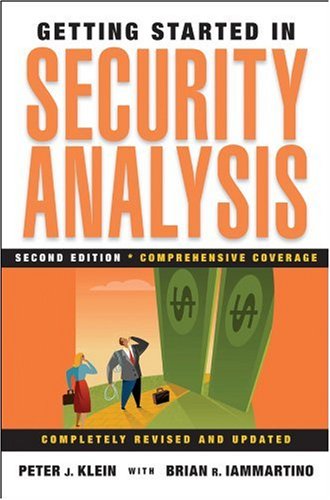 GETTING STARTED IN
SECURITY
ANALYSIS
SECOND EDITION * COMPREHENSIVE COVERAGE
$ $
COMPLETELY REVISED AND UPDATED
PETER J. KLEIN WITH BRIAN R. IAMMARTINO